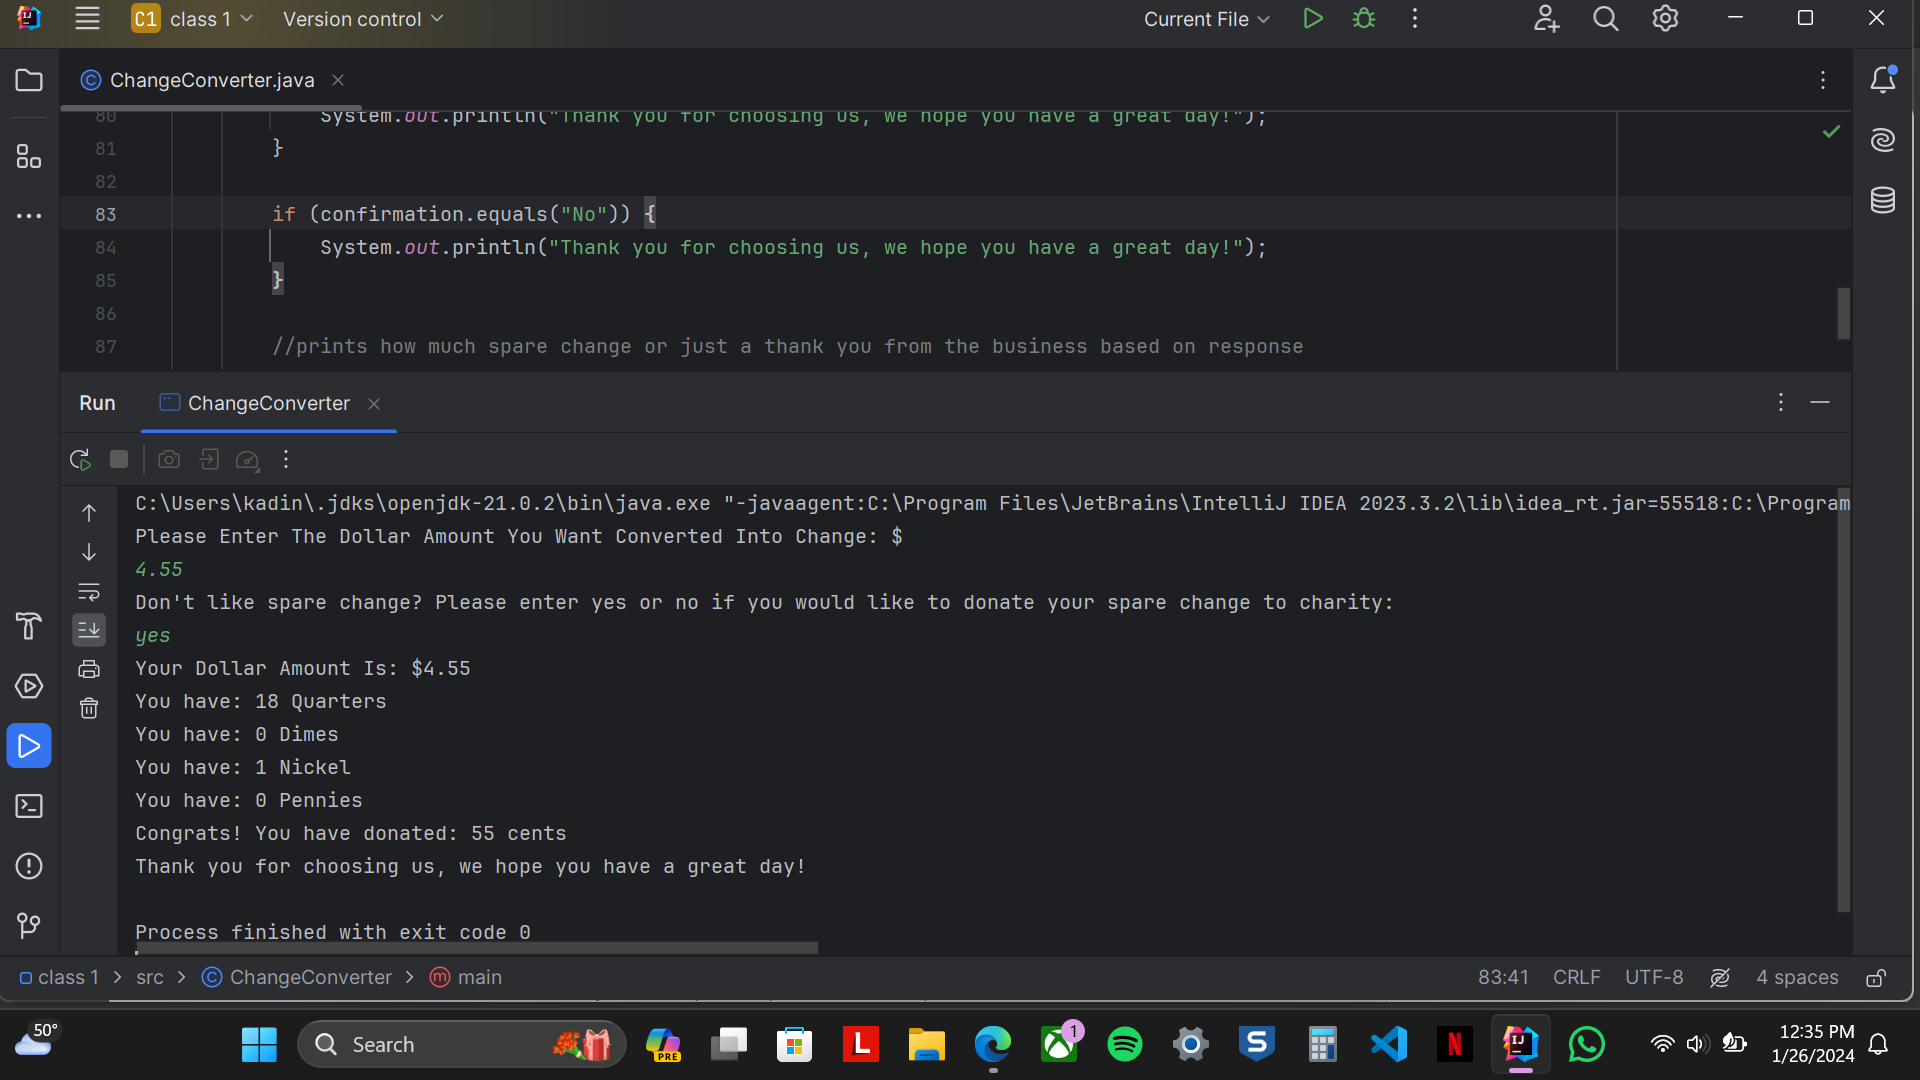 C1 class 1 Version control Current File
ChangeConverter.java
80 System.out.println("Thank you for choosing us, we hope you have a great day!");
81 }
82
83 if (confirmation.equals("No")) {
84 System.out.println("Thank you for choosing us, we hope you have a great day!");
85 }
86
87 //prints how much spare change or just a thank you from the business based on response
Run ChangeConverter
C:\Users\kadin\.jdks\openjdk-21.0.2\bin\java.exe "-javaagent:C:\Program Files\JetBrains\IntelliJ IDEA 2023.3.2\lib\idea_rt.jar=55518:C:\Program
Please Enter The Dollar Amount You Want Converted Into Change: $
4.55
Don't like spare change? Please enter yes or no if you would like to donate your spare change to charity:
yes
Your Dollar Amount Is: $4.55
You have: 18 Quarters
You have: 0 Dimes
You have: 1 Nickel
You have: 0 Pennies
Congrats! You have donated: 55 cents
Thank you for choosing us, we hope you have a great day!
Process finished with exit code 0
class 1 > src > ChangeConverter > main 83:41 CRLF UTF-8 4 spaces
50° Search PRE L 1 S N IJ 12:35 PM
1/26/2024